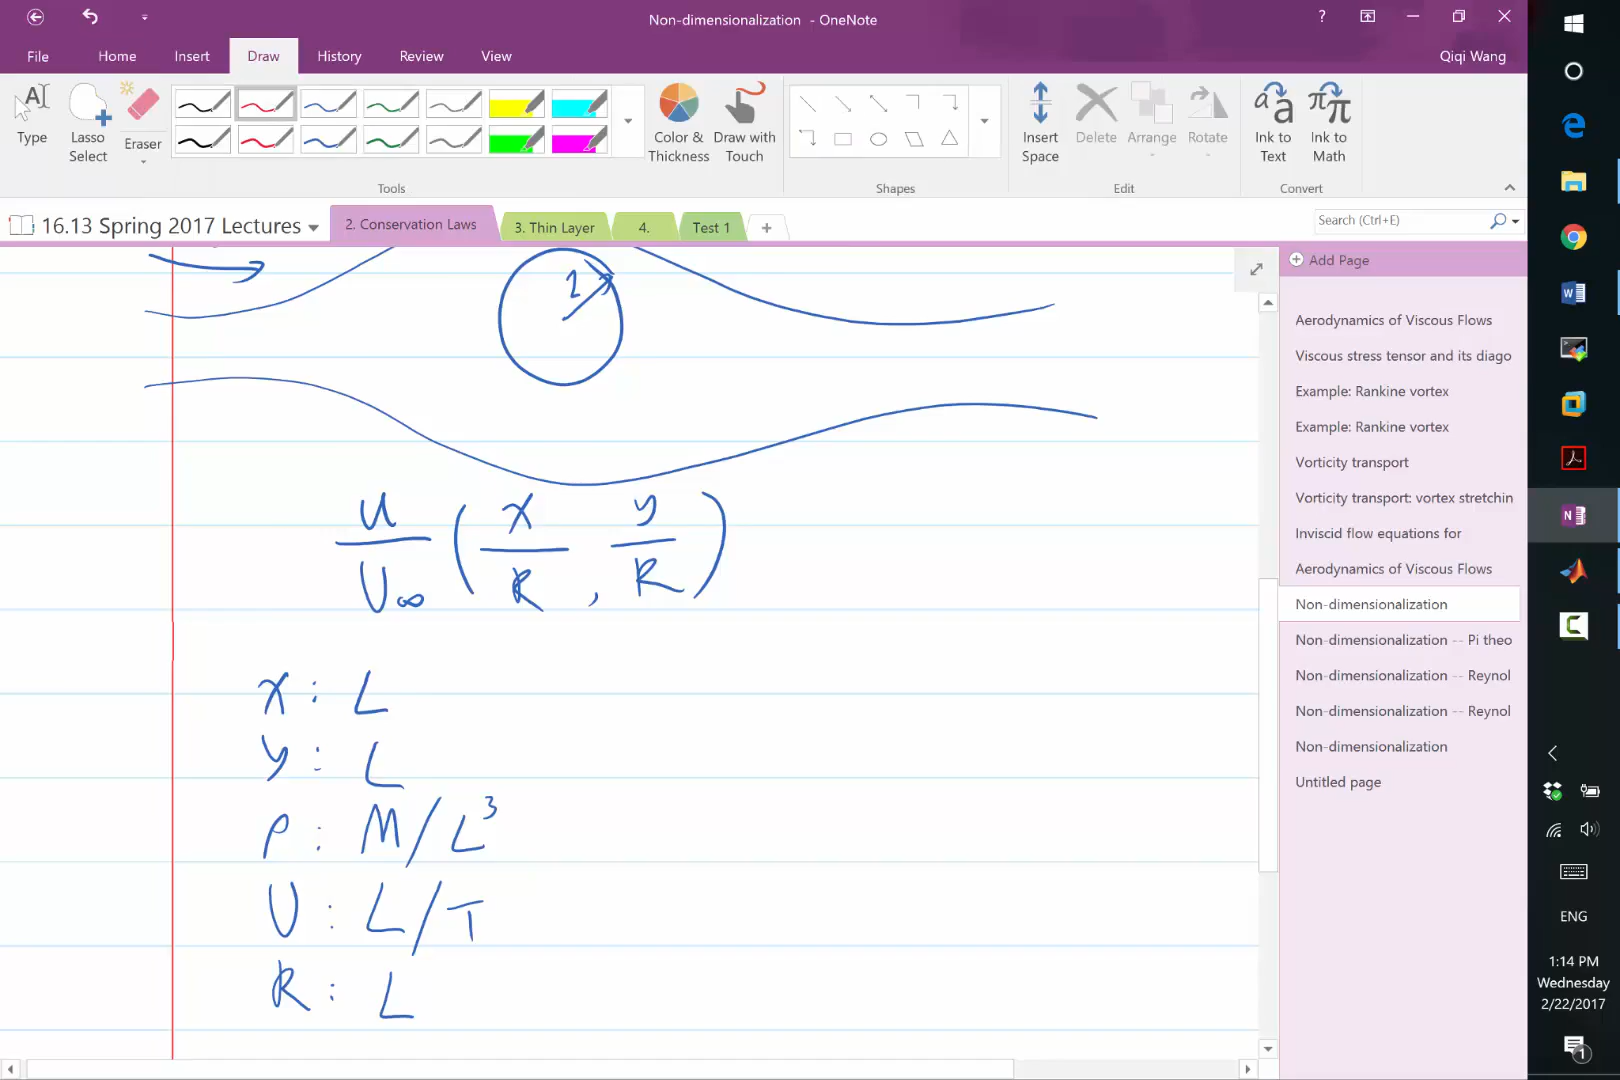 Non-dimensionalization - OneNote
?
File Home Insert Draw History Review View
Qiqi Wang
Type
Lasso Select
Eraser
Color & Thickness
Draw with Touch
Insert Space
Delete
Arrange
Rotate
Ink to Text
Ink to Math
Tools
Shapes
Edit
Convert
16.13 Spring 2017 Lectures
2. Conservation Laws
3. Thin Layer
4.
Test 1
+
Search (Ctrl+E)
Add Page
Aerodynamics of Viscous Flows
Viscous stress tensor and its diago
Example: Rankine vortex
Example: Rankine vortex
Vorticity transport
Vorticity transport: vortex stretchin
Inviscid flow equations for
Aerodynamics of Viscous Flows
Non-dimensionalization
Non-dimensionalization -- Pi theo
Non-dimensionalization -- Reynol
Non-dimensionalization -- Reynol
Non-dimensionalization
Untitled page
1
u/U∞ (x/R, y/R)
x : L
y : L
ρ : M/L³
U : L/T
R : L
ENG
1:14 PM
Wednesday
2/22/2017
1